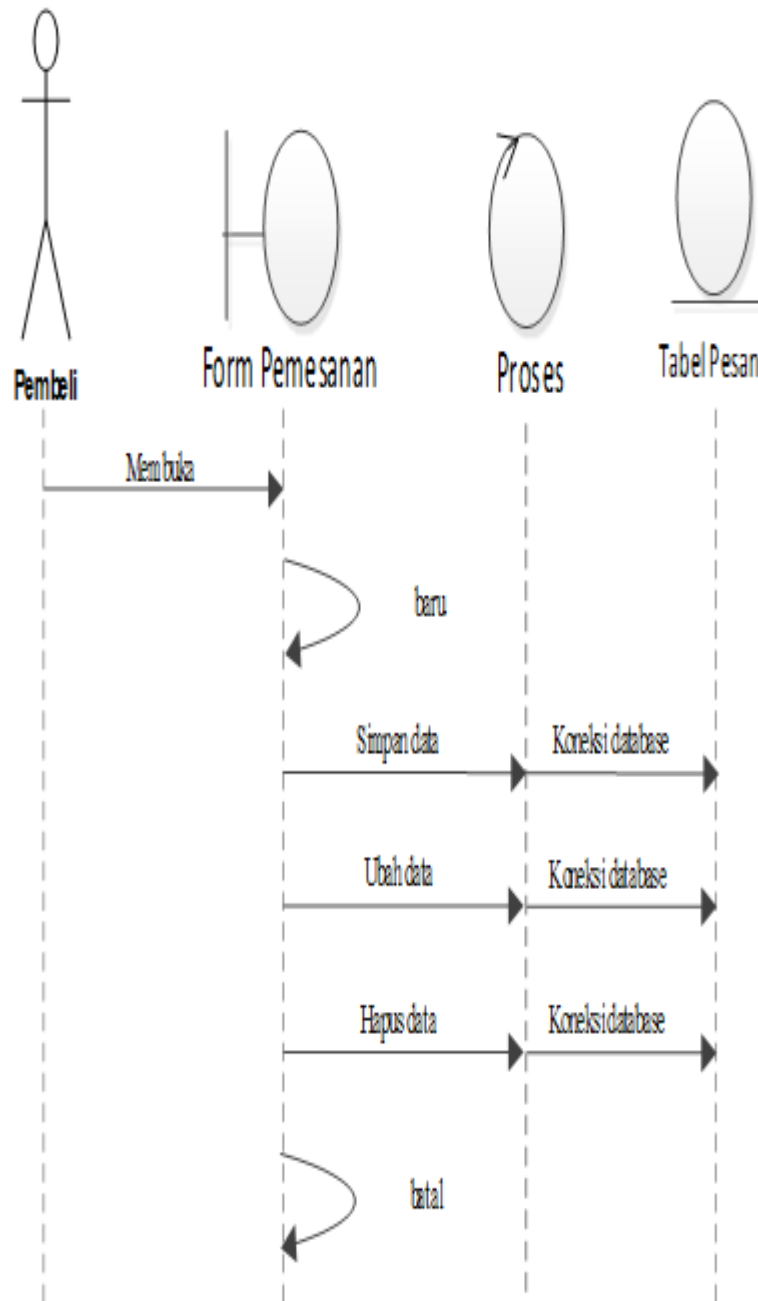 Pembeli
Form Pemesanan
Proses
Tabel Pesan
Membuka
baru
Simpan data
Koneksi database
Ubah data
Koneksi database
Hapus data
Koneksi database
batal